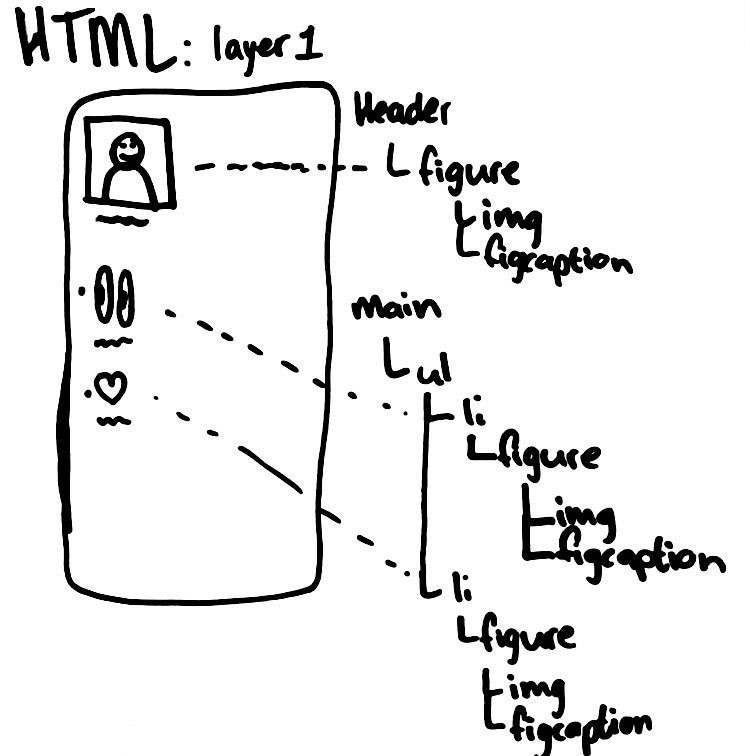 HTML: layer 1
Header
figure
img
figcaption
main
ul
li
figure
img
figcaption
li
figure
img
figcaption